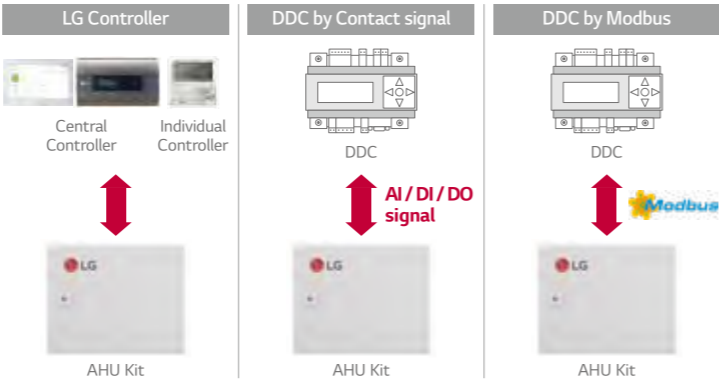 LG Controller
Central
Controller
Individual
Controller
LG
AHU Kit
DDC by Contact signal
DDC
AI / DI / DO
signal
LG
AHU Kit
DDC by Modbus
DDC
Modbus
LG
AHU Kit